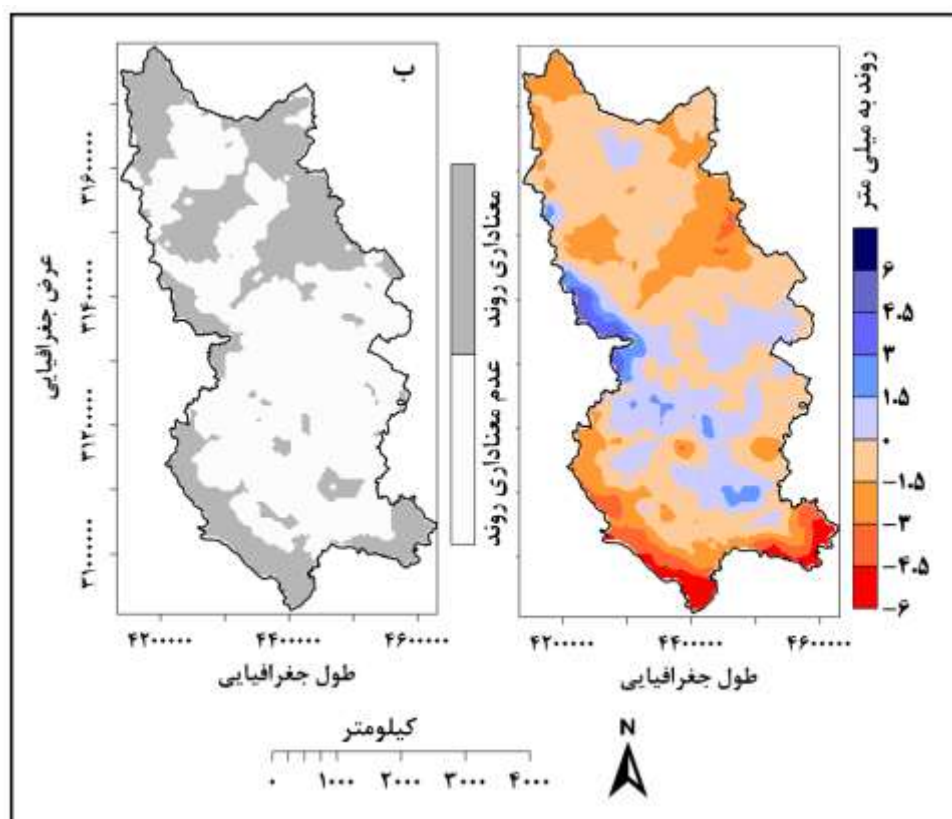 ب
عرض جغرافیایی
۳۱۶۰۰۰۰
۳۱۴۰۰۰۰
۳۱۲۰۰۰۰
۳۱۰۰۰۰۰
۴۲۰۰۰۰۰
۴۴۰۰۰۰۰
۴۶۰۰۰۰۰
طول جغرافیایی
معناداری روند
عدم معناداری روند
روند به میلی متر
۶
۴.۵
۳
۱.۵
۰
-۱.۵
-۳
-۴.۵
-۶
۴۲۰۰۰۰۰
۴۴۰۰۰۰۰
۴۶۰۰۰۰۰
طول جغرافیایی
کیلومتر
۰ ۱۰۰۰ ۲۰۰۰ ۳۰۰۰ ۴۰۰۰
N